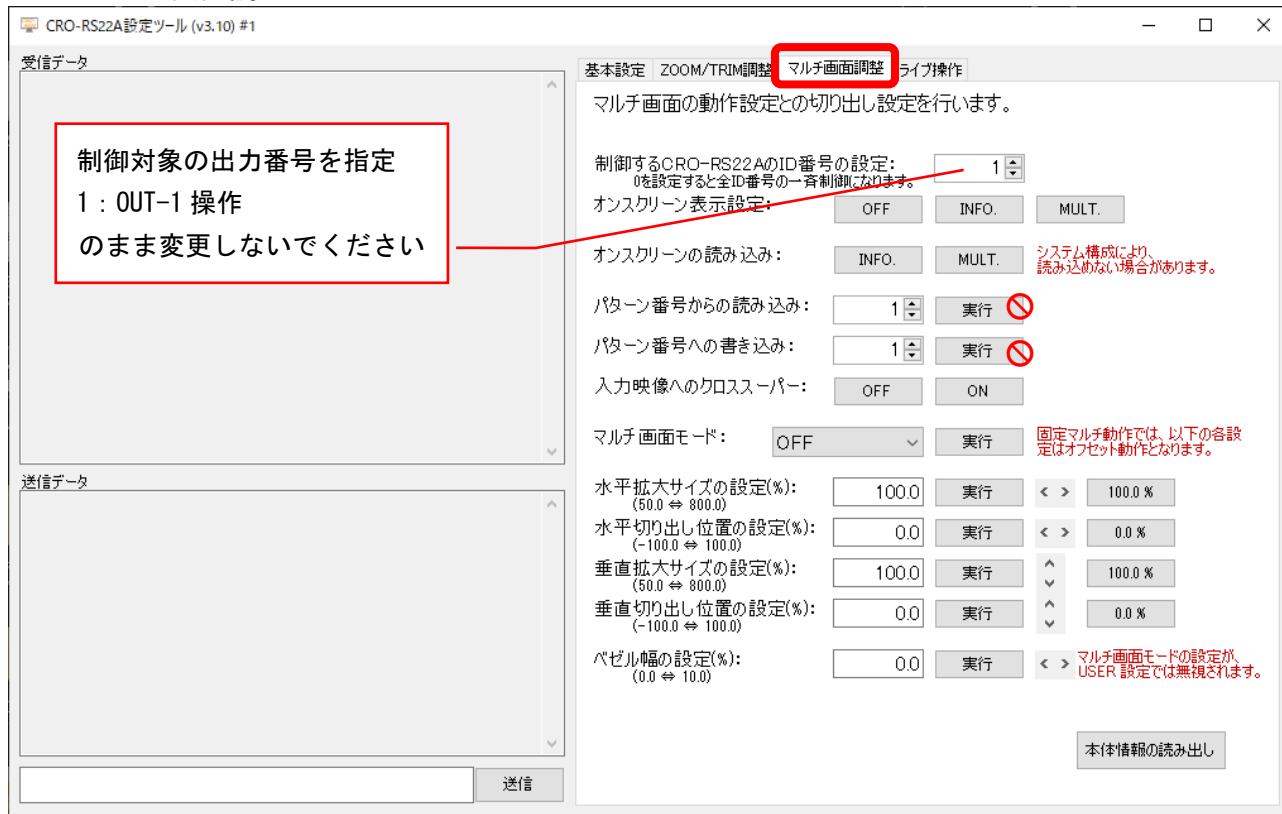 CRO-RS22A設定ツール (v3.10) #1
受信データ
制御対象の出力番号を指定
1：OUT-1 操作
のまま変更しないでください
送信データ
送信
基本設定 ZOOM/TRIM調整 マルチ画面調整 ライブ操作
マルチ画面の動作設定との切り出し設定を行います。
制御するCRO-RS22AのID番号の設定: 1
0を設定すると全ID番号の一斉制御になります。
オンスクリーン表示設定: OFF INFO. MULT.
オンスクリーンの読み込み: INFO. MULT. システム構成により、
読み込めない場合があります。
パターン番号からの読み込み: 1 実行
パターン番号への書き込み: 1 実行
入力映像へのクロススーパー: OFF ON
マルチ画面モード: OFF 実行 固定マルチ動作では、以下の各設
定はオフセット動作となります。
水平拡大サイズの設定(%): 100.0 実行 < > 100.0 %
(50.0 ⇔ 800.0)
水平切り出し位置の設定(%): 0.0 実行 < > 0.0 %
(-100.0 ⇔ 100.0)
垂直拡大サイズの設定(%): 100.0 実行 100.0 %
(50.0 ⇔ 800.0)
垂直切り出し位置の設定(%): 0.0 実行 0.0 %
(-100.0 ⇔ 100.0)
ベゼル幅の設定(%): 0.0 実行 < > マルチ画面モードの設定が、
(0.0 ⇔ 10.0) USER 設定では無視されます。
本体情報の読み出し